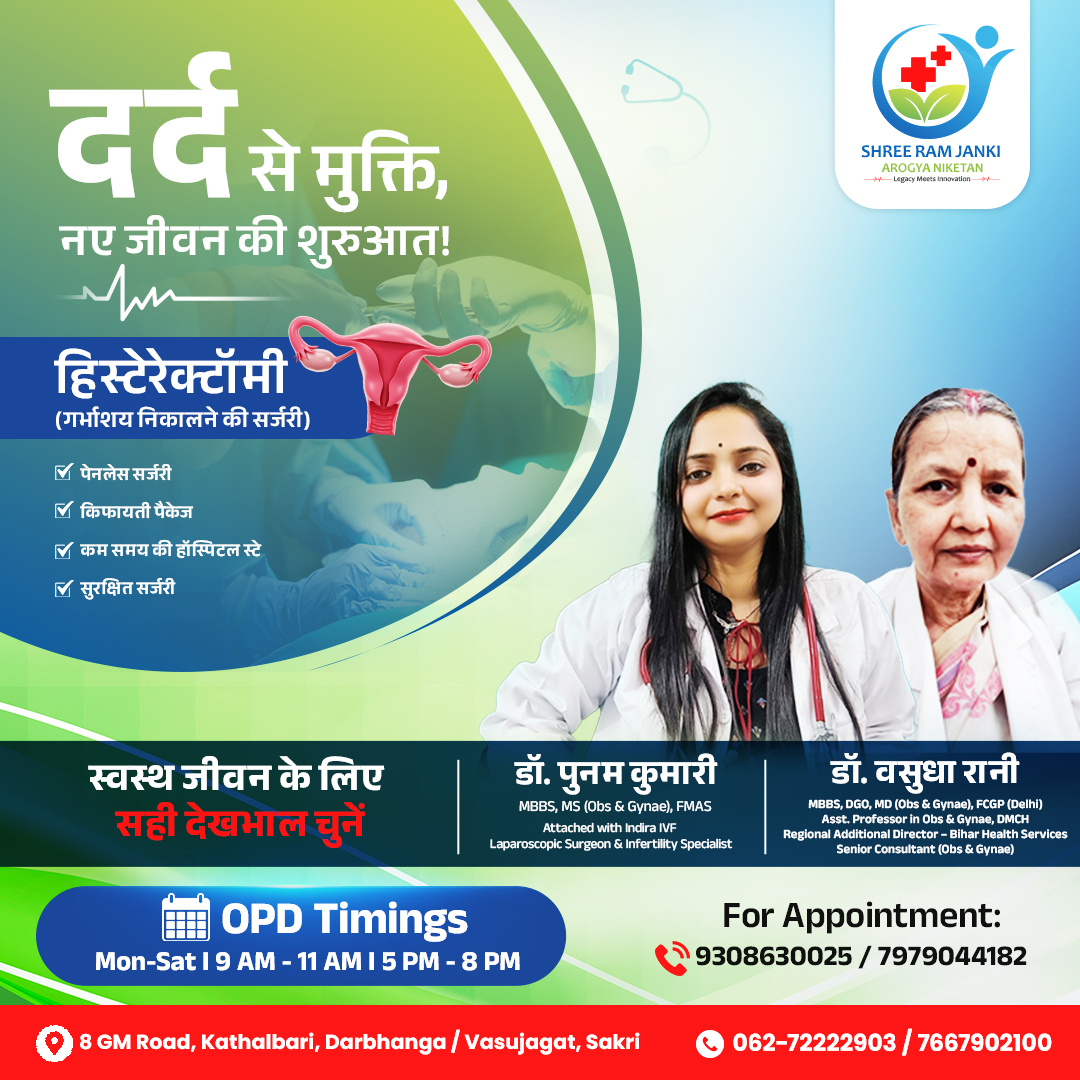 दर्द से मुक्ति,
नए जीवन की शुरुआत!
SHREE RAM JANKI
AROGYA NIKETAN
Legacy Meets Innovation
हिस्टेरेक्टॉमी
(गर्भाशय निकालने की सर्जरी)
पेनलेस सर्जरी
किफायती पैकेज
कम समय की हॉस्पिटल स्टे
सुरक्षित सर्जरी
स्वस्थ जीवन के लिए
सही देखभाल चुनें
डॉ. पुनम कुमारी
MBBS, MS (Obs & Gynae), FMAS
Attached with Indira IVF
Laparoscopic Surgeon & Infertility Specialist
डॉ. वसुधा रानी
MBBS, DGO, MD (Obs & Gynae), FCGP (Delhi)
Asst. Professor in Obs & Gynae, DMCH
Regional Additional Director – Bihar Health Services
Senior Consultant (Obs & Gynae)
OPD Timings
Mon-Sat I 9 AM - 11 AM I 5 PM - 8 PM
For Appointment:
9308630025 / 7979044182
8 GM Road, Kathalbari, Darbhanga / Vasujagat, Sakri
062-72222903 / 7667902100